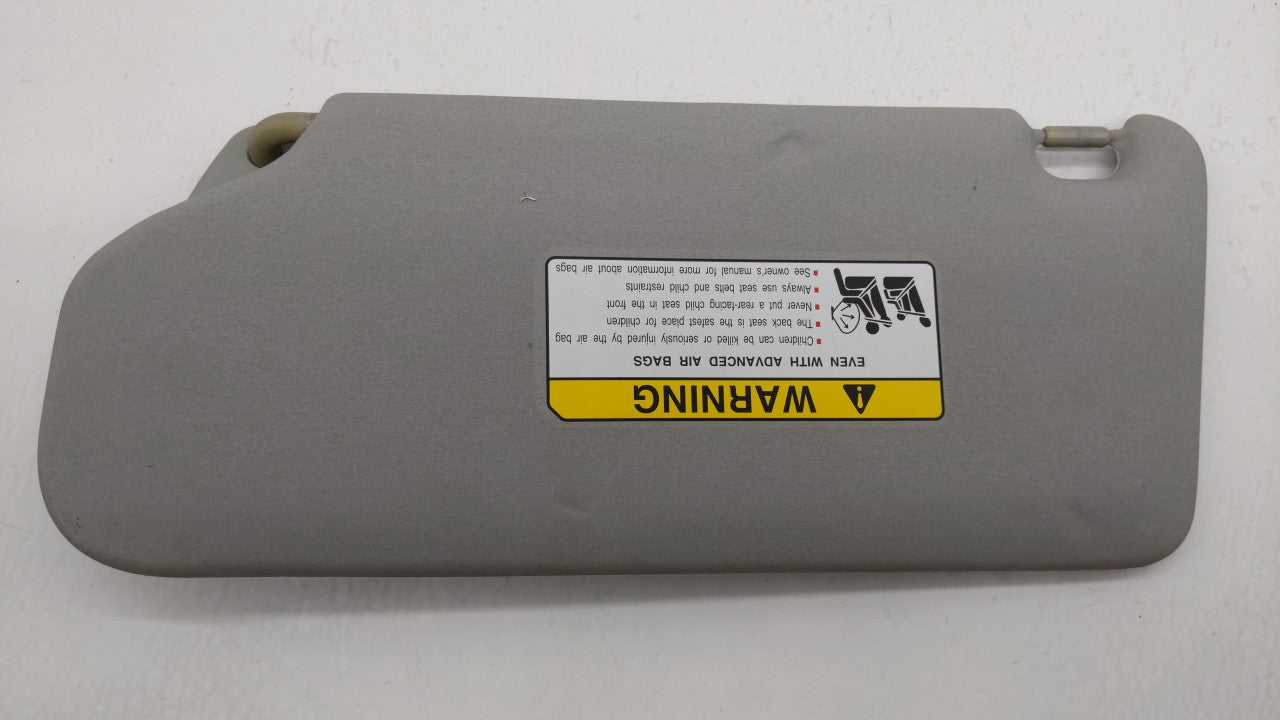 WARNING
EVEN WITH ADVANCED AIR BAGS
Children can be killed or seriously injured by the air bag
The back seat is the safest place for children
Never put a rear-facing child seat in the front
Always use seat belts and child restraints
See owner's manual for more information about air bags